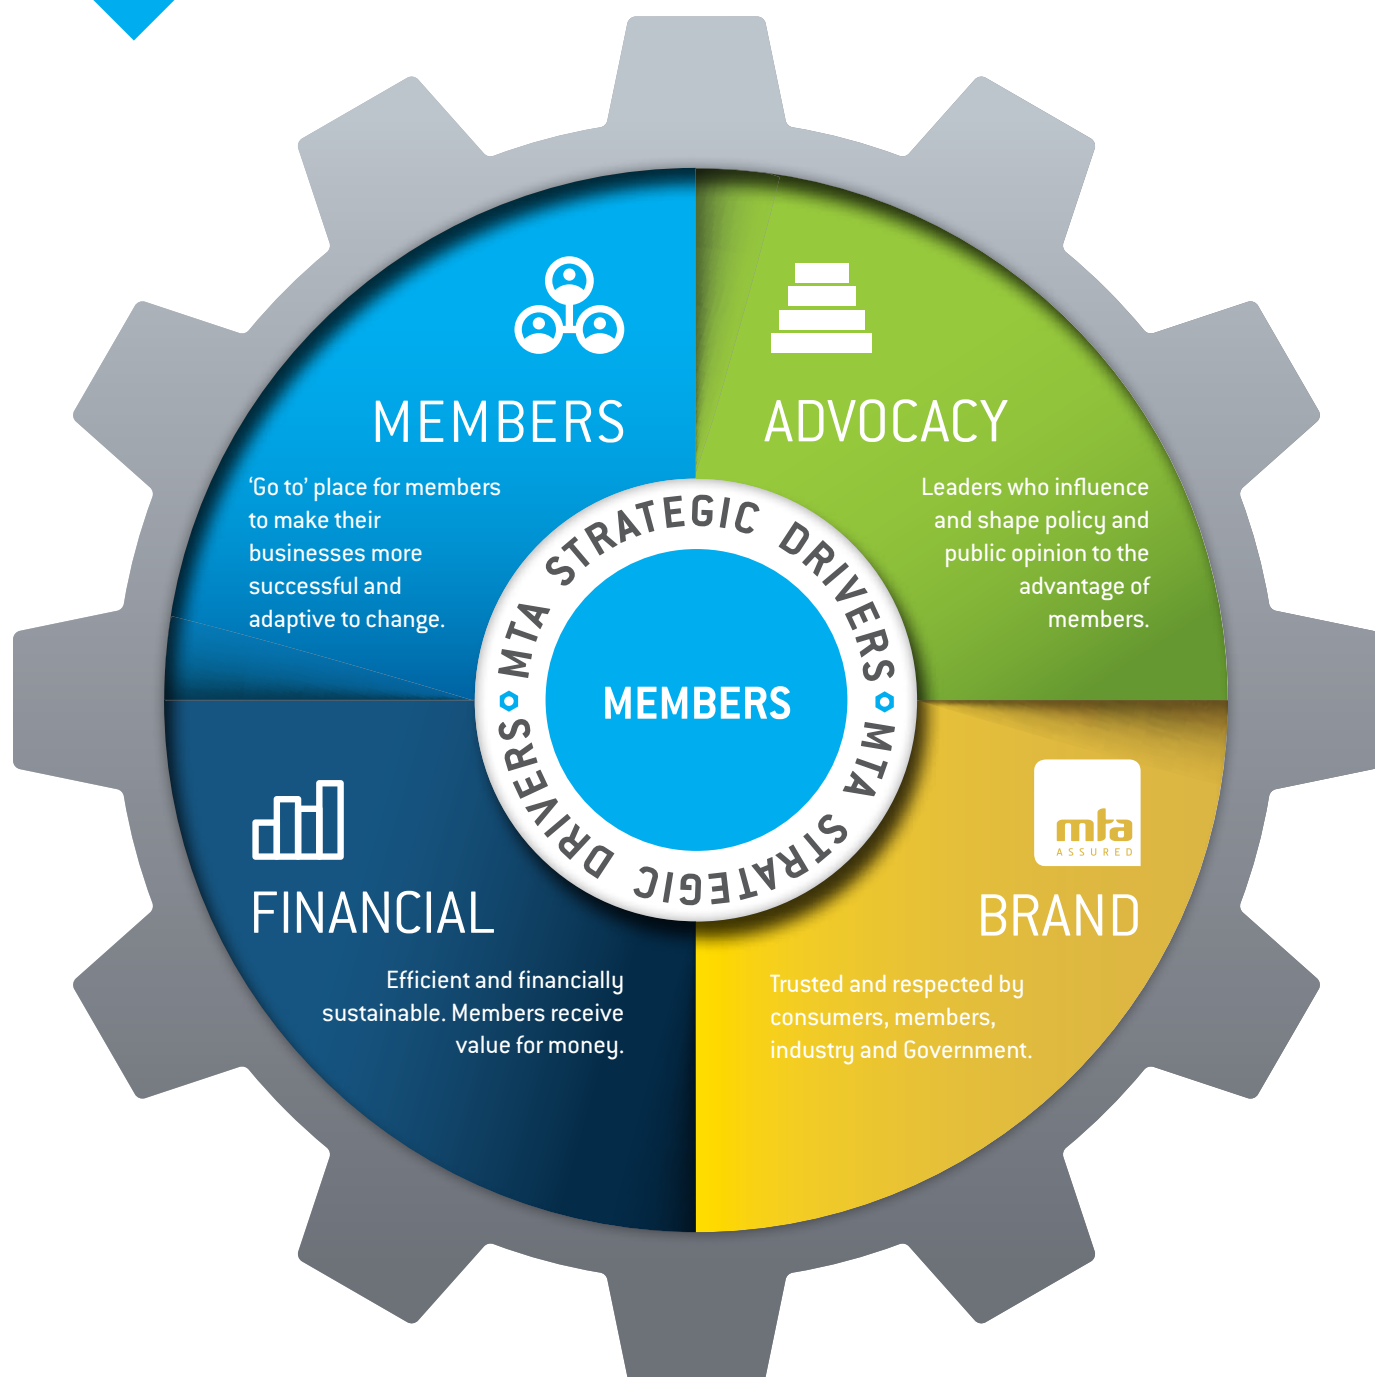 MEMBERS
'Go to' place for members
to make their
businesses more
successful and
adaptive to change.
ADVOCACY
Leaders who influence
and shape policy and
public opinion to the
advantage of
members.
MTA STRATEGIC DRIVERS
MTA STRATEGIC DRIVERS
MEMBERS
FINANCIAL
Efficient and financially
sustainable. Members receive
value for money.
mta
ASSURED
BRAND
Trusted and respected by
consumers, members,
industry and Government.